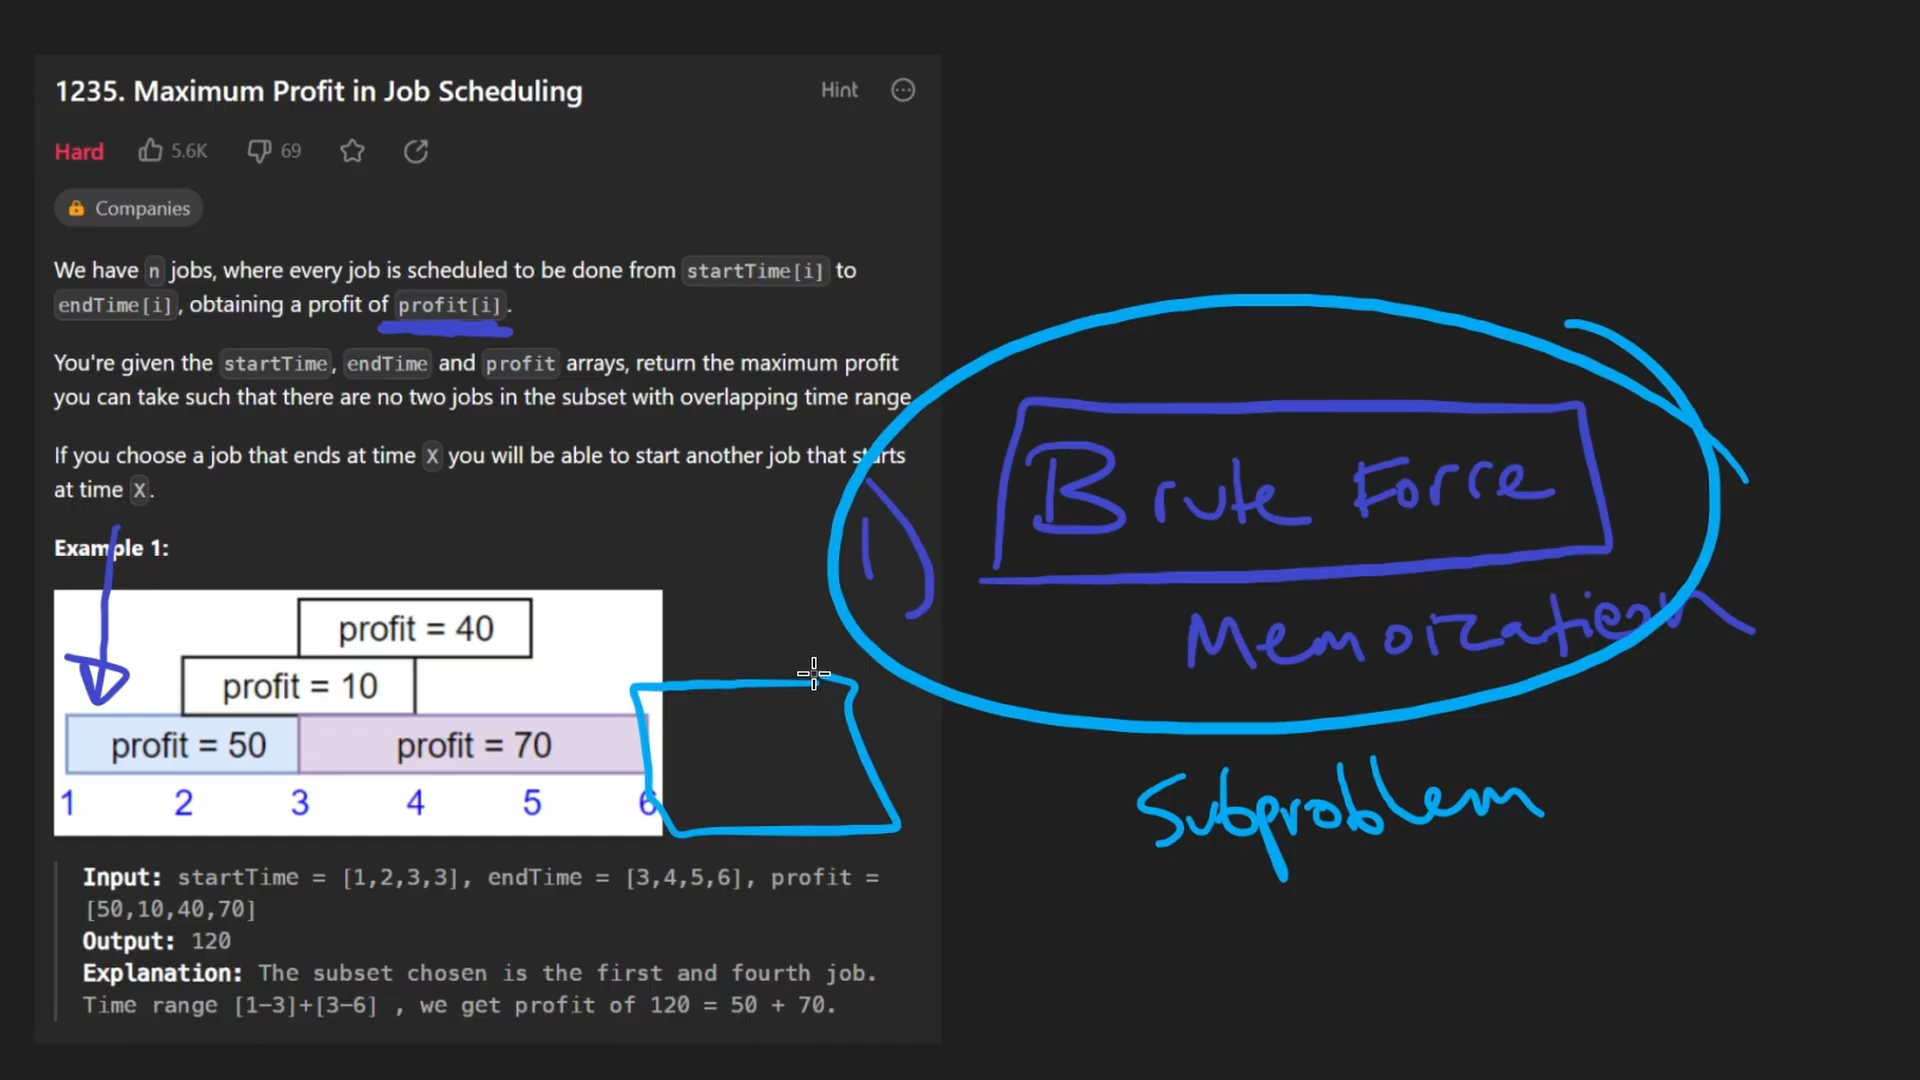 1235. Maximum Profit in Job Scheduling
Hint
Hard
5.6K
69
Companies
We have n jobs, where every job is scheduled to be done from startTime[i] to
endTime[i], obtaining a profit of profit[i].
You're given the startTime, endTime and profit arrays, return the maximum profit
you can take such that there are no two jobs in the subset with overlapping time range
If you choose a job that ends at time X you will be able to start another job that starts
at time X.
Example 1:
profit = 40
profit = 10
profit = 50
profit = 70
1 2 3 4 5 6
Input: startTime = [1,2,3,3], endTime = [3,4,5,6], profit =
[50,10,40,70]
Output: 120
Explanation: The subset chosen is the first and fourth job.
Time range [1-3]+[3-6] , we get profit of 120 = 50 + 70.
1) Brute Force
Memoization
Subproblem